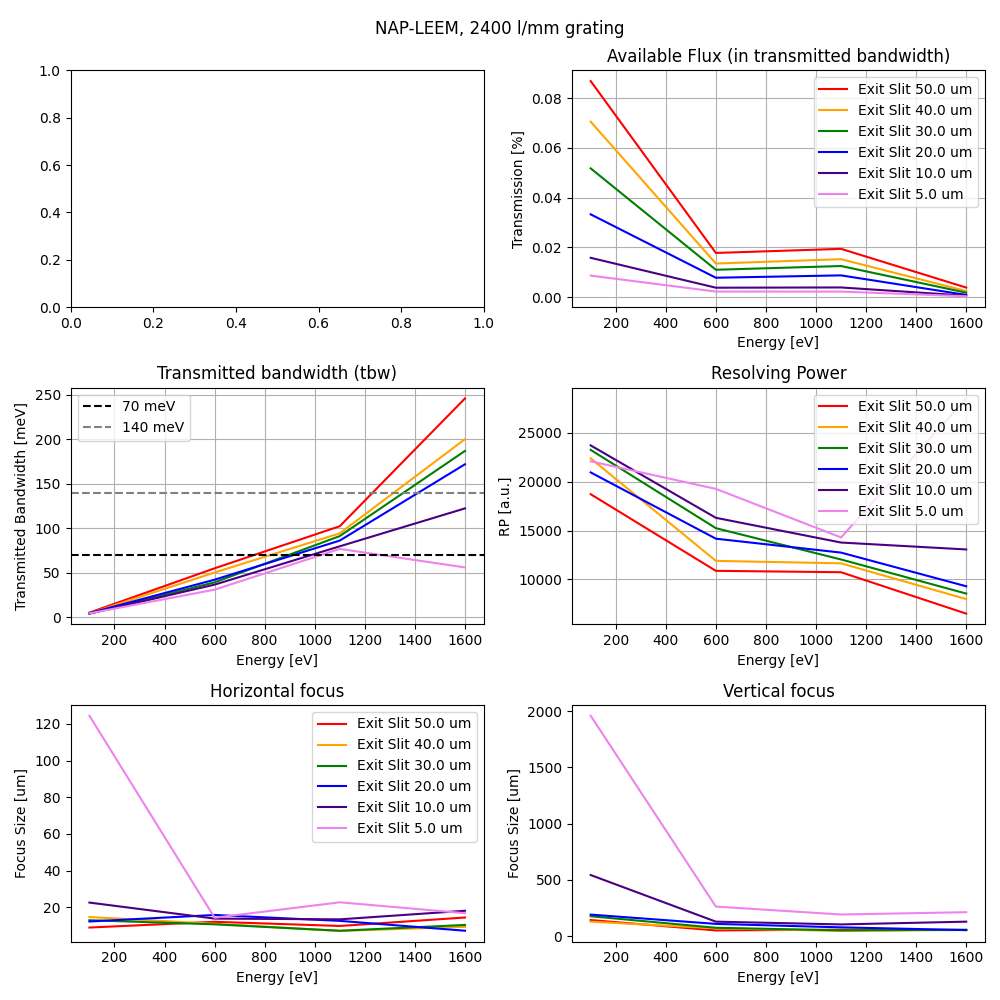 NAP-LEEM, 2400 l/mm grating
1.0
0.8
0.6
0.4
0.2
0.0
0.0 0.2 0.4 0.6 0.8 1.0
Available Flux (in transmitted bandwidth)
Transmission [%]
0.08
0.06
0.04
0.02
0.00
Exit Slit 50.0 um
Exit Slit 40.0 um
Exit Slit 30.0 um
Exit Slit 20.0 um
Exit Slit 10.0 um
Exit Slit 5.0 um
200 400 600 800 1000 1200 1400 1600
Energy [eV]
Transmitted bandwidth (tbw)
Transmitted Bandwidth [meV]
250
200
150
100
50
0
70 meV
140 meV
200 400 600 800 1000 1200 1400 1600
Energy [eV]
Resolving Power
RP [a.u.]
25000
20000
15000
10000
Exit Slit 50.0 um
Exit Slit 40.0 um
Exit Slit 30.0 um
Exit Slit 20.0 um
Exit Slit 10.0 um
Exit Slit 5.0 um
200 400 600 800 1000 1200 1400 1600
Energy [eV]
Horizontal focus
Focus Size [um]
120
100
80
60
40
20
Exit Slit 50.0 um
Exit Slit 40.0 um
Exit Slit 30.0 um
Exit Slit 20.0 um
Exit Slit 10.0 um
Exit Slit 5.0 um
200 400 600 800 1000 1200 1400 1600
Energy [eV]
Vertical focus
Focus Size [um]
2000
1500
1000
500
0
200 400 600 800 1000 1200 1400 1600
Energy [eV]